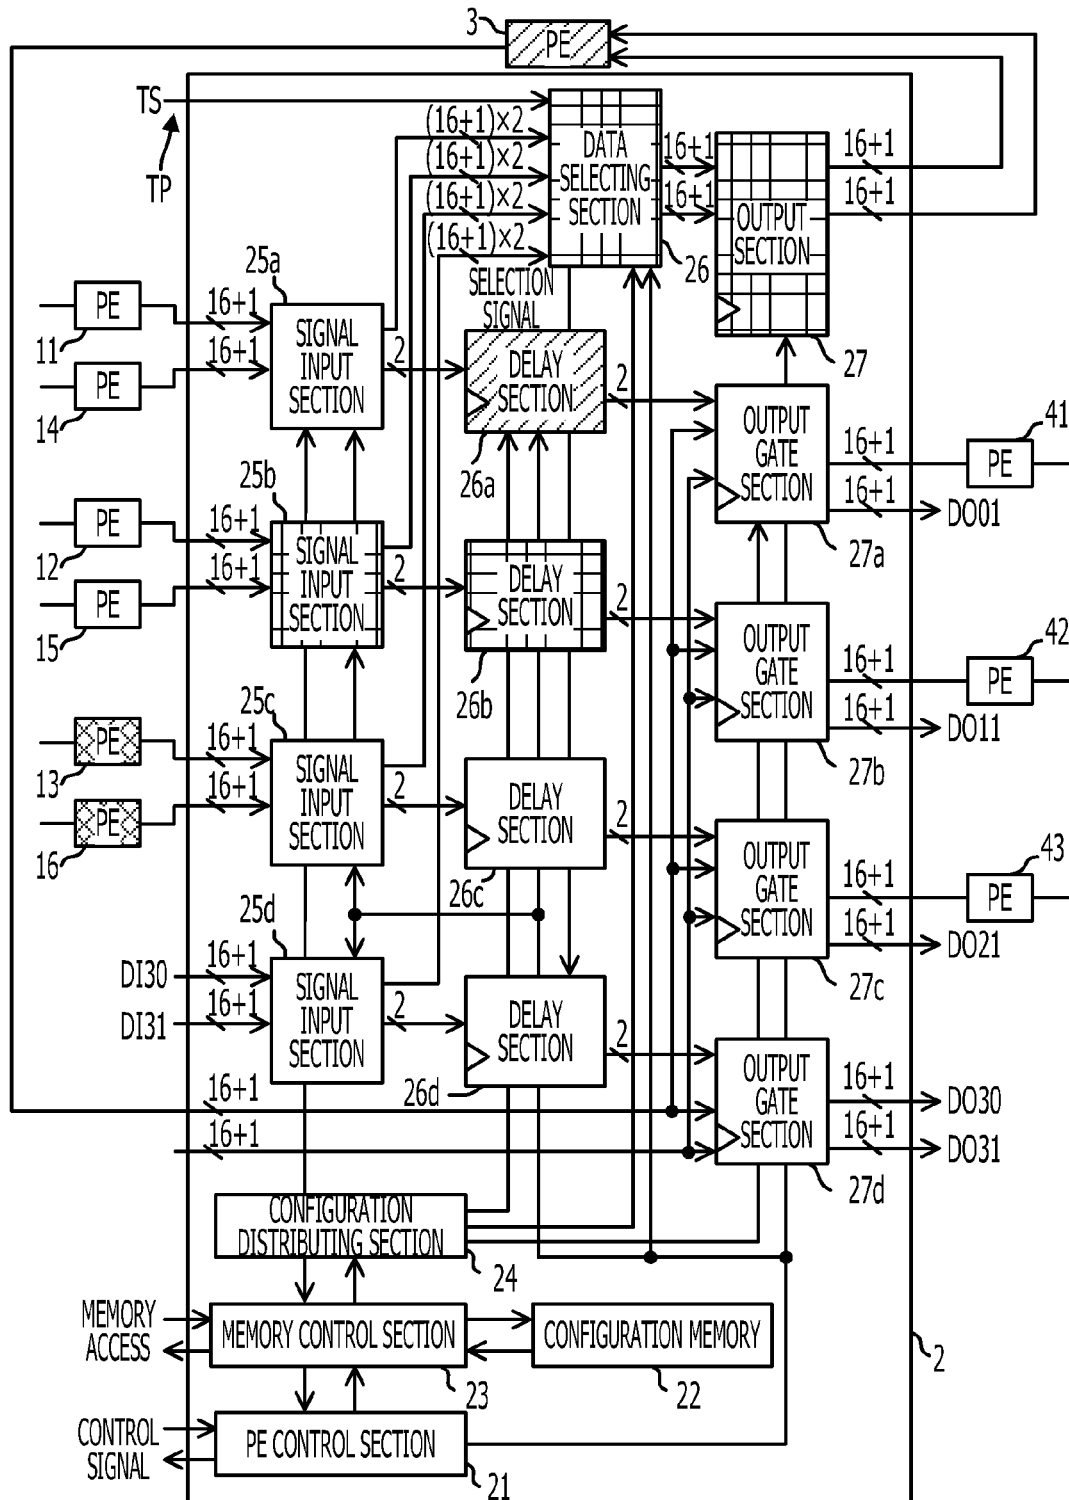 3
PE
TS
TP
(16+1)×2
(16+1)×2
(16+1)×2
(16+1)×2
DATA
SELECTING
SECTION
26
16+1
16+1
OUTPUT
SECTION
27
16+1
16+1
SELECTION
SIGNAL
PE
11
PE
14
16+1
16+1
25a
SIGNAL
INPUT
SECTION
2
DELAY
SECTION
26a
2
OUTPUT
GATE
SECTION
27a
16+1
16+1
41
PE
DO01
PE
12
PE
15
16+1
16+1
25b
SIGNAL
INPUT
SECTION
2
DELAY
SECTION
26b
2
OUTPUT
GATE
SECTION
27b
16+1
16+1
42
PE
DO11
PE
13
PE
16
16+1
16+1
25c
SIGNAL
INPUT
SECTION
2
DELAY
SECTION
26c
2
OUTPUT
GATE
SECTION
27c
16+1
16+1
43
PE
DO21
DI30
DI31
16+1
16+1
25d
SIGNAL
INPUT
SECTION
2
DELAY
SECTION
26d
2
OUTPUT
GATE
SECTION
27d
16+1
16+1
DO30
DO31
16+1
16+1
CONFIGURATION
DISTRIBUTING SECTION
24
MEMORY
ACCESS
MEMORY CONTROL SECTION
23
CONFIGURATION MEMORY
22
2
CONTROL
SIGNAL
PE CONTROL SECTION
21